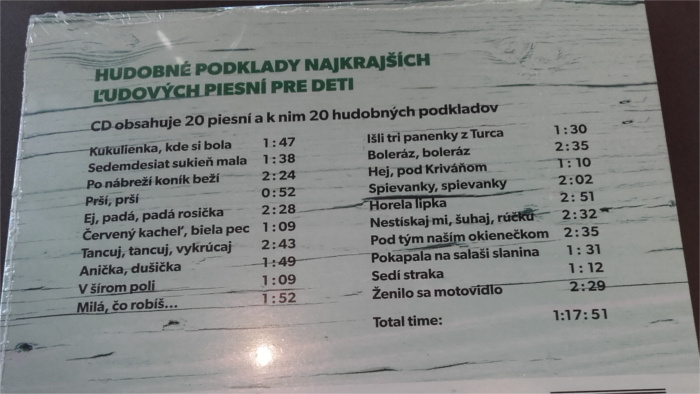 HUDOBNÉ PODKLADY NAJKRAJŠÍCH
ĽUDOVÝCH PIESNÍ PRE DETI
CD obsahuje 20 piesní a k nim 20 hudobných podkladov
Kukulienka, kde si bola 1:47
Sedemdesiat sukieň mala 1:38
Po nábreží koník beží 2:24
Prší, prší 0:52
Ej, padá, padá rosička 2:28
Červený kacheľ, biela pec 1:09
Tancuj, tancuj, vykrúcaj 2:43
Anička, dušička 1:49
V šírom poli 1:09
Milá, čo robíš... 1:52
Išli tri panenky z Turca 1:30
Boleráz, boleráz 2:35
Hej, pod Kriváňom 1:10
Spievanky, spievanky 2:02
Horela lipka 2:51
Nestískaj mi, šuhaj, rúčku 2:32
Pod tým naším okienečkom 2:35
Pokapala na salaši slanina 1:31
Sedí straka 1:12
Ženilo sa motovidlo 2:29
Total time: 1:17:51